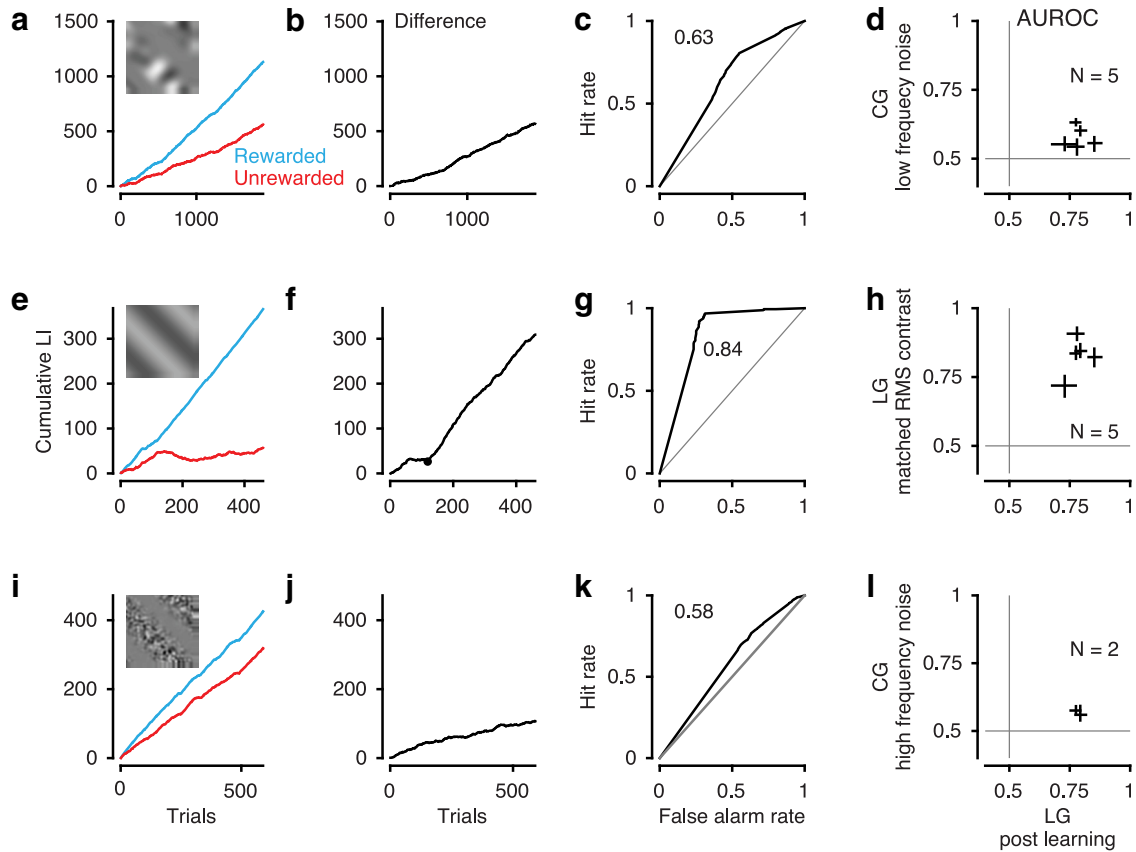 a
1500
1000
500
0
0
1000
Rewarded
Unrewarded
b
Difference
1500
1000
500
0
0
1000
c
1
0.5
0
0
0.5
1
Hit rate
0.63
d
AUROC
1
0.75
0.5
0.5
0.75
1
CG
low frequecy noise
N = 5
e
300
200
100
0
0
200
400
Cumulative LI
f
300
200
100
0
0
200
400
g
1
0.5
0
0
0.5
1
Hit rate
0.84
h
1
0.75
0.5
0.5
0.75
1
LG
matched RMS contrast
N = 5
i
400
200
0
0
500
Trials
j
400
200
0
0
500
Trials
k
1
0.5
0
0
0.5
1
Hit rate
0.58
False alarm rate
l
1
0.75
0.5
0.5
0.75
1
CG
high frequency noise
N = 2
LG
post learning